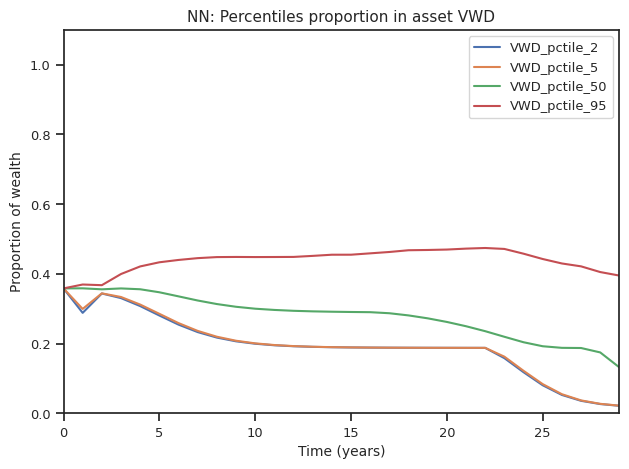 NN: Percentiles proportion in asset VWD
VWD_pctile_2
VWD_pctile_5
VWD_pctile_50
VWD_pctile_95
Proportion of wealth
1.0
0.8
0.6
0.4
0.2
0.0
0 5 10 15 20 25
Time (years)